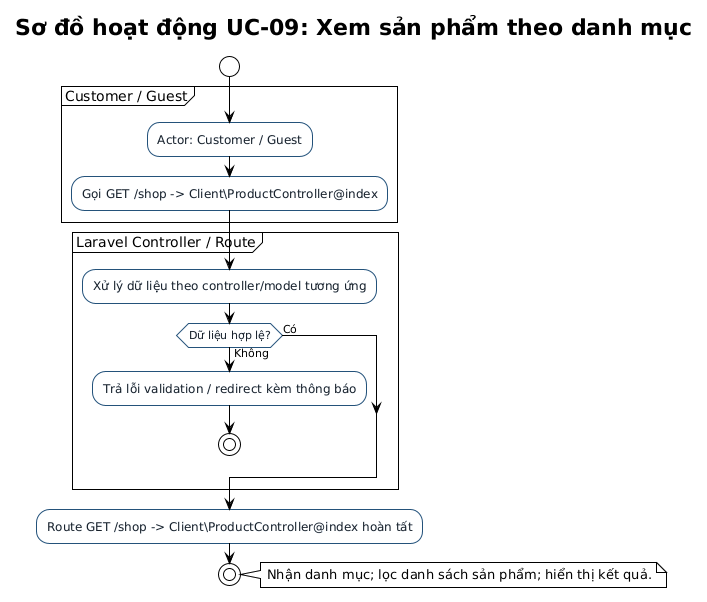 Sơ đồ hoạt động UC-09: Xem sản phẩm theo danh mục
Customer / Guest
Actor: Customer / Guest
Gọi GET /shop -> Client\ProductController@index
Laravel Controller / Route
Xử lý dữ liệu theo controller/model tương ứng
Dữ liệu hợp lệ?
Có
Không
Trả lỗi validation / redirect kèm thông báo
Route GET /shop -> Client\ProductController@index hoàn tất
Nhận danh mục; lọc danh sách sản phẩm; hiển thị kết quả.